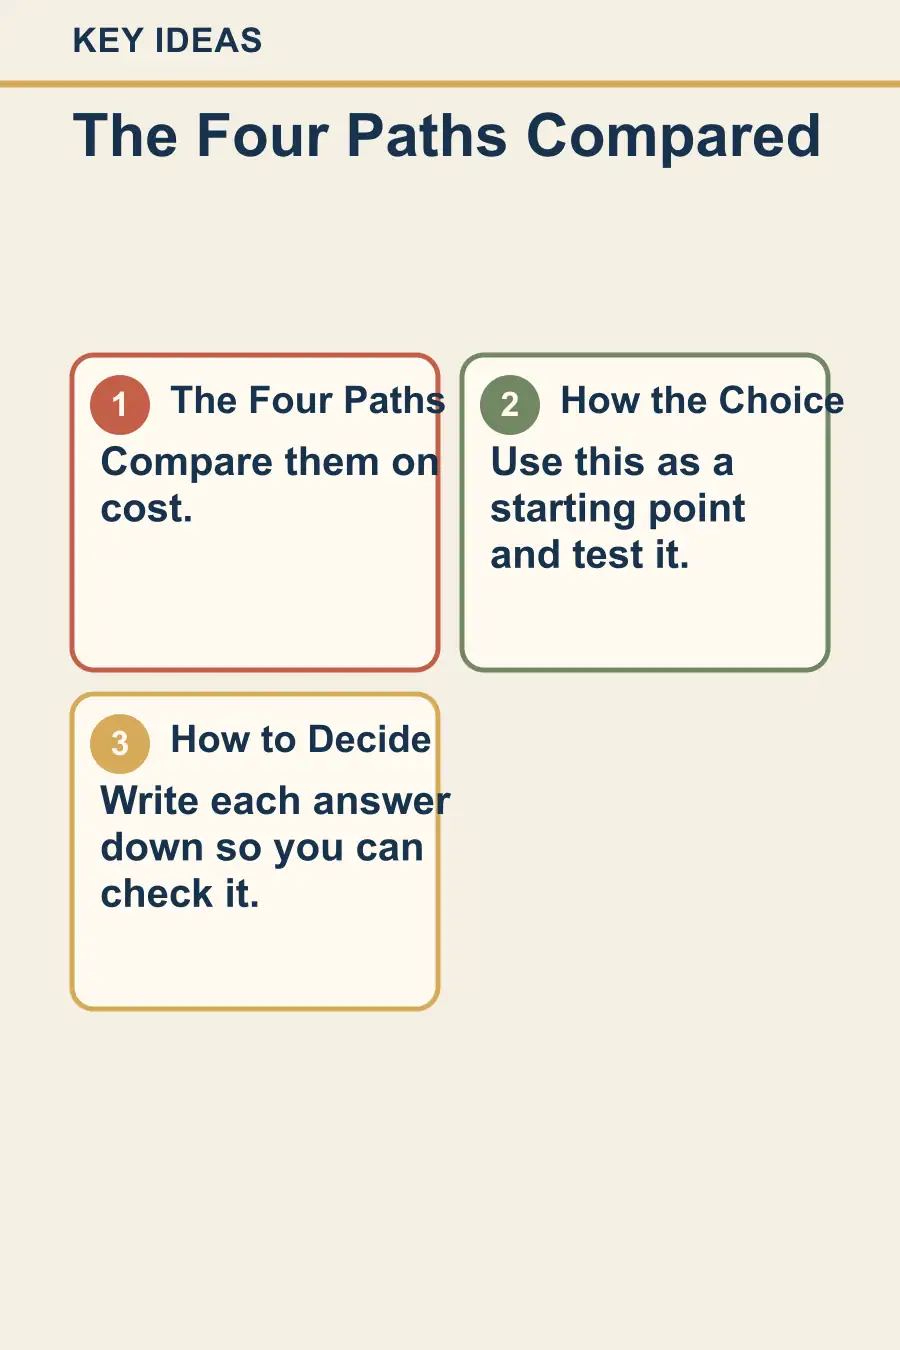 KEY IDEAS
The Four Paths Compared
1 The Four Paths
Compare them on
cost.
2 How the Choice
Use this as a
starting point
and test it.
3 How to Decide
Write each answer
down so you can
check it.